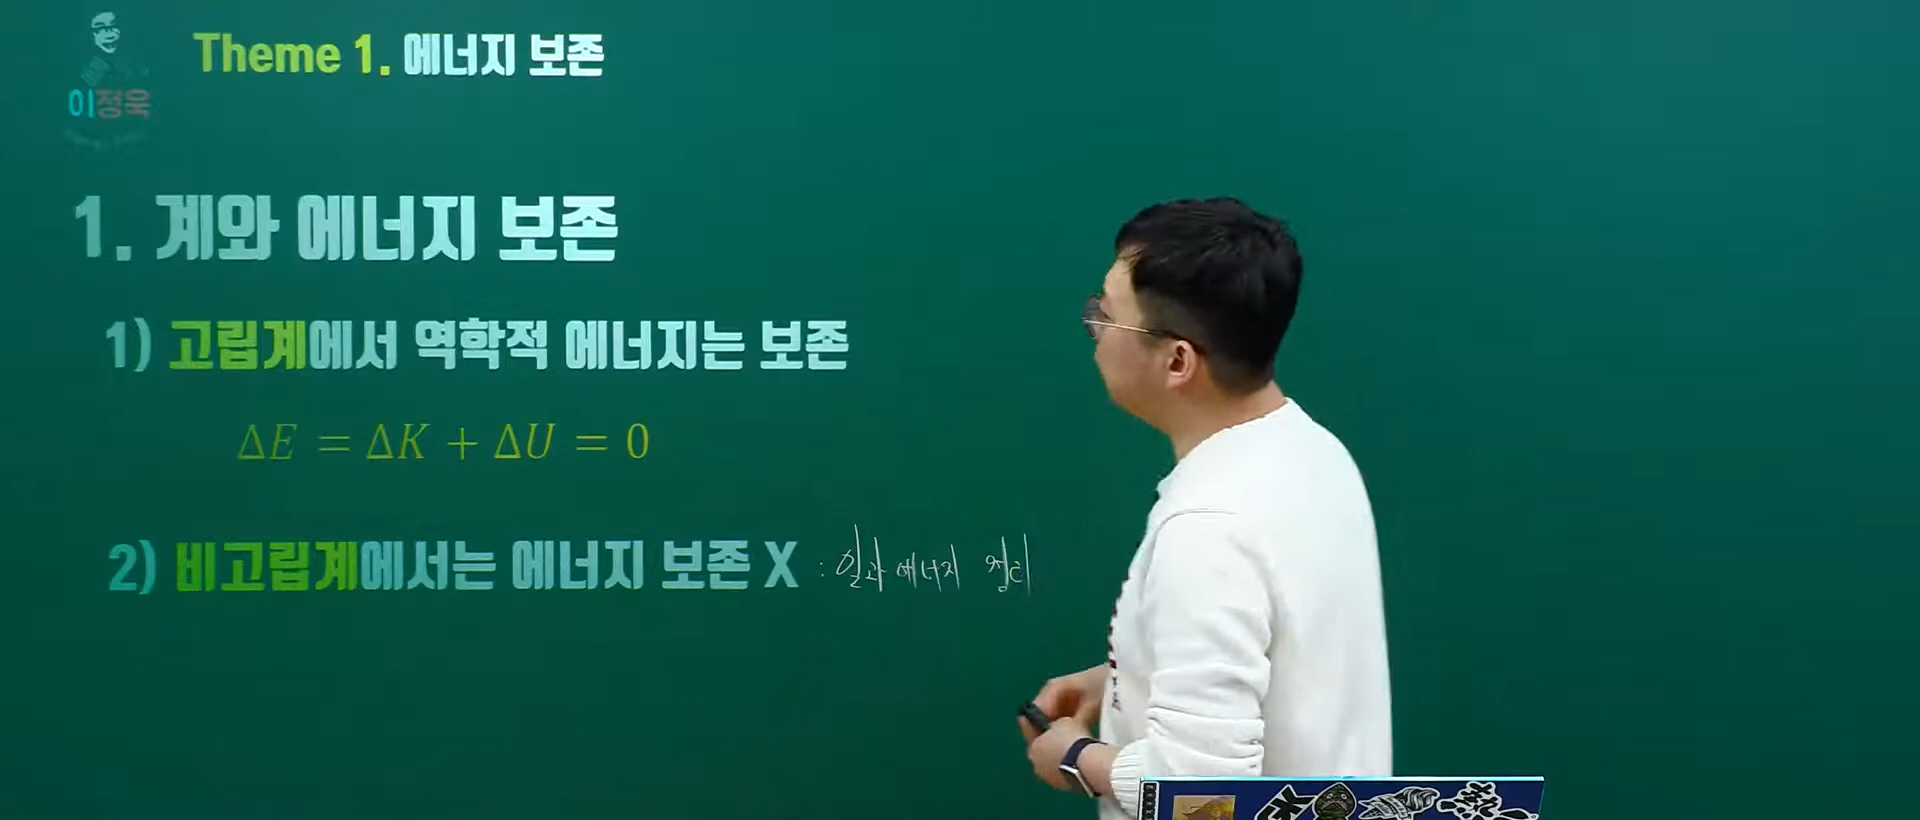 Theme 1. 에너지 보존
이정욱
1. 계와 에너지 보존
1) 고립계에서 역학적 에너지는 보존
ΔE = ΔK + ΔU = 0
2) 비고립계에서는 에너지 보존 X : 일과 에너지 정리